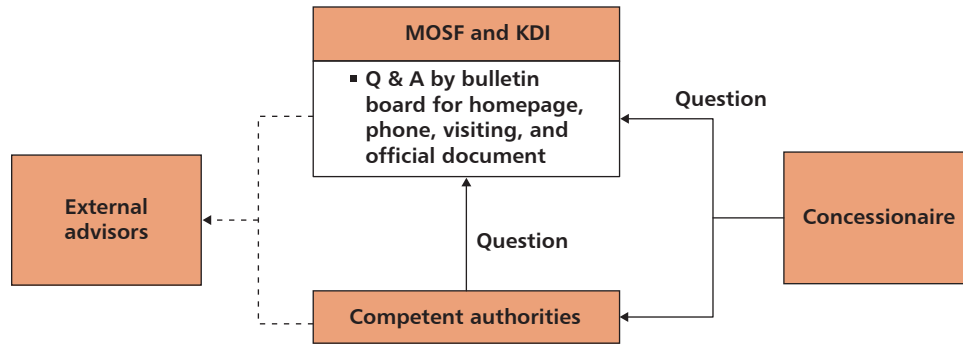 MOSF and KDI
▪ Q & A by bulletin
board for homepage,
phone, visiting, and
official document
Question
External
advisors
Concessionaire
Question
Competent authorities